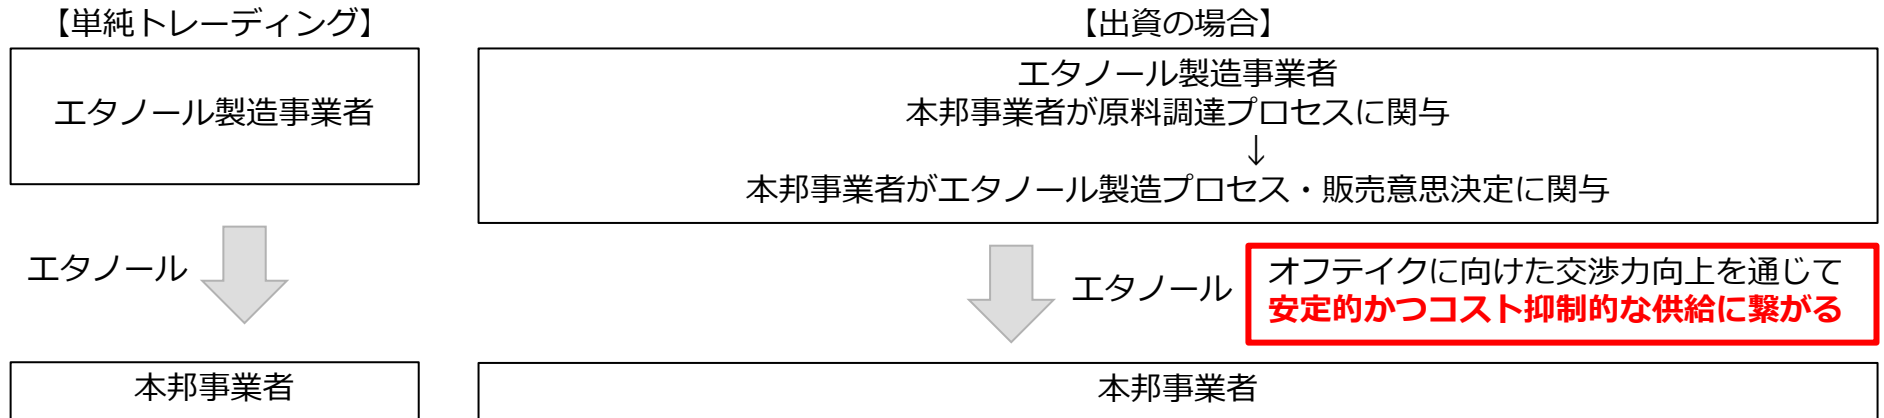 【単純トレーディング】
エタノール製造事業者
エタノール
本邦事業者
【出資の場合】
エタノール製造事業者
本邦事業者が原料調達プロセスに関与
↓
本邦事業者がエタノール製造プロセス・販売意思決定に関与
エタノール
オフテイクに向けた交渉力向上を通じて
安定的かつコスト抑制的な供給に繋がる
本邦事業者